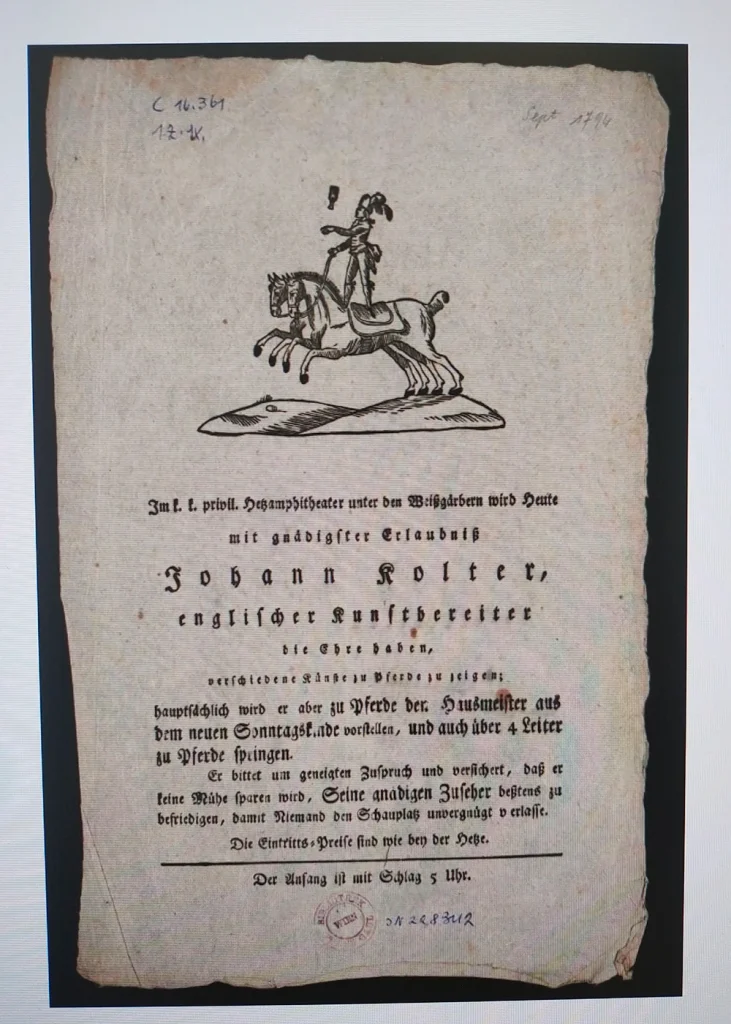 C 16.361
17.IX.
Sept 1794
Im k. k. privil. Hetzamphitheater unter den Weißgärbern wird Heute
mit gnädigster Erlaubniß
Johann Kolter,
englischer Kunstbereiter
die Ehre haben,
verschiedene Künste zu Pferde zu zeigen;
hauptsächlich wird er aber zu Pferde den Hausmeister aus
dem neuen Sonntagskinde vorstellen, und auch über 4 Leiter
zu Pferde springen.
Er bittet um geneigten Zuspruch und versichert, daß er
keine Mühe sparen wird, Seine gnädigen Zuseher beßtens zu
befriedigen, damit Niemand den Schauplatz unvergnügt verlasse.
Die Eintritts-Preise sind wie bey der Hetze.
Der Anfang ist mit Schlag 5 Uhr.
WIEN